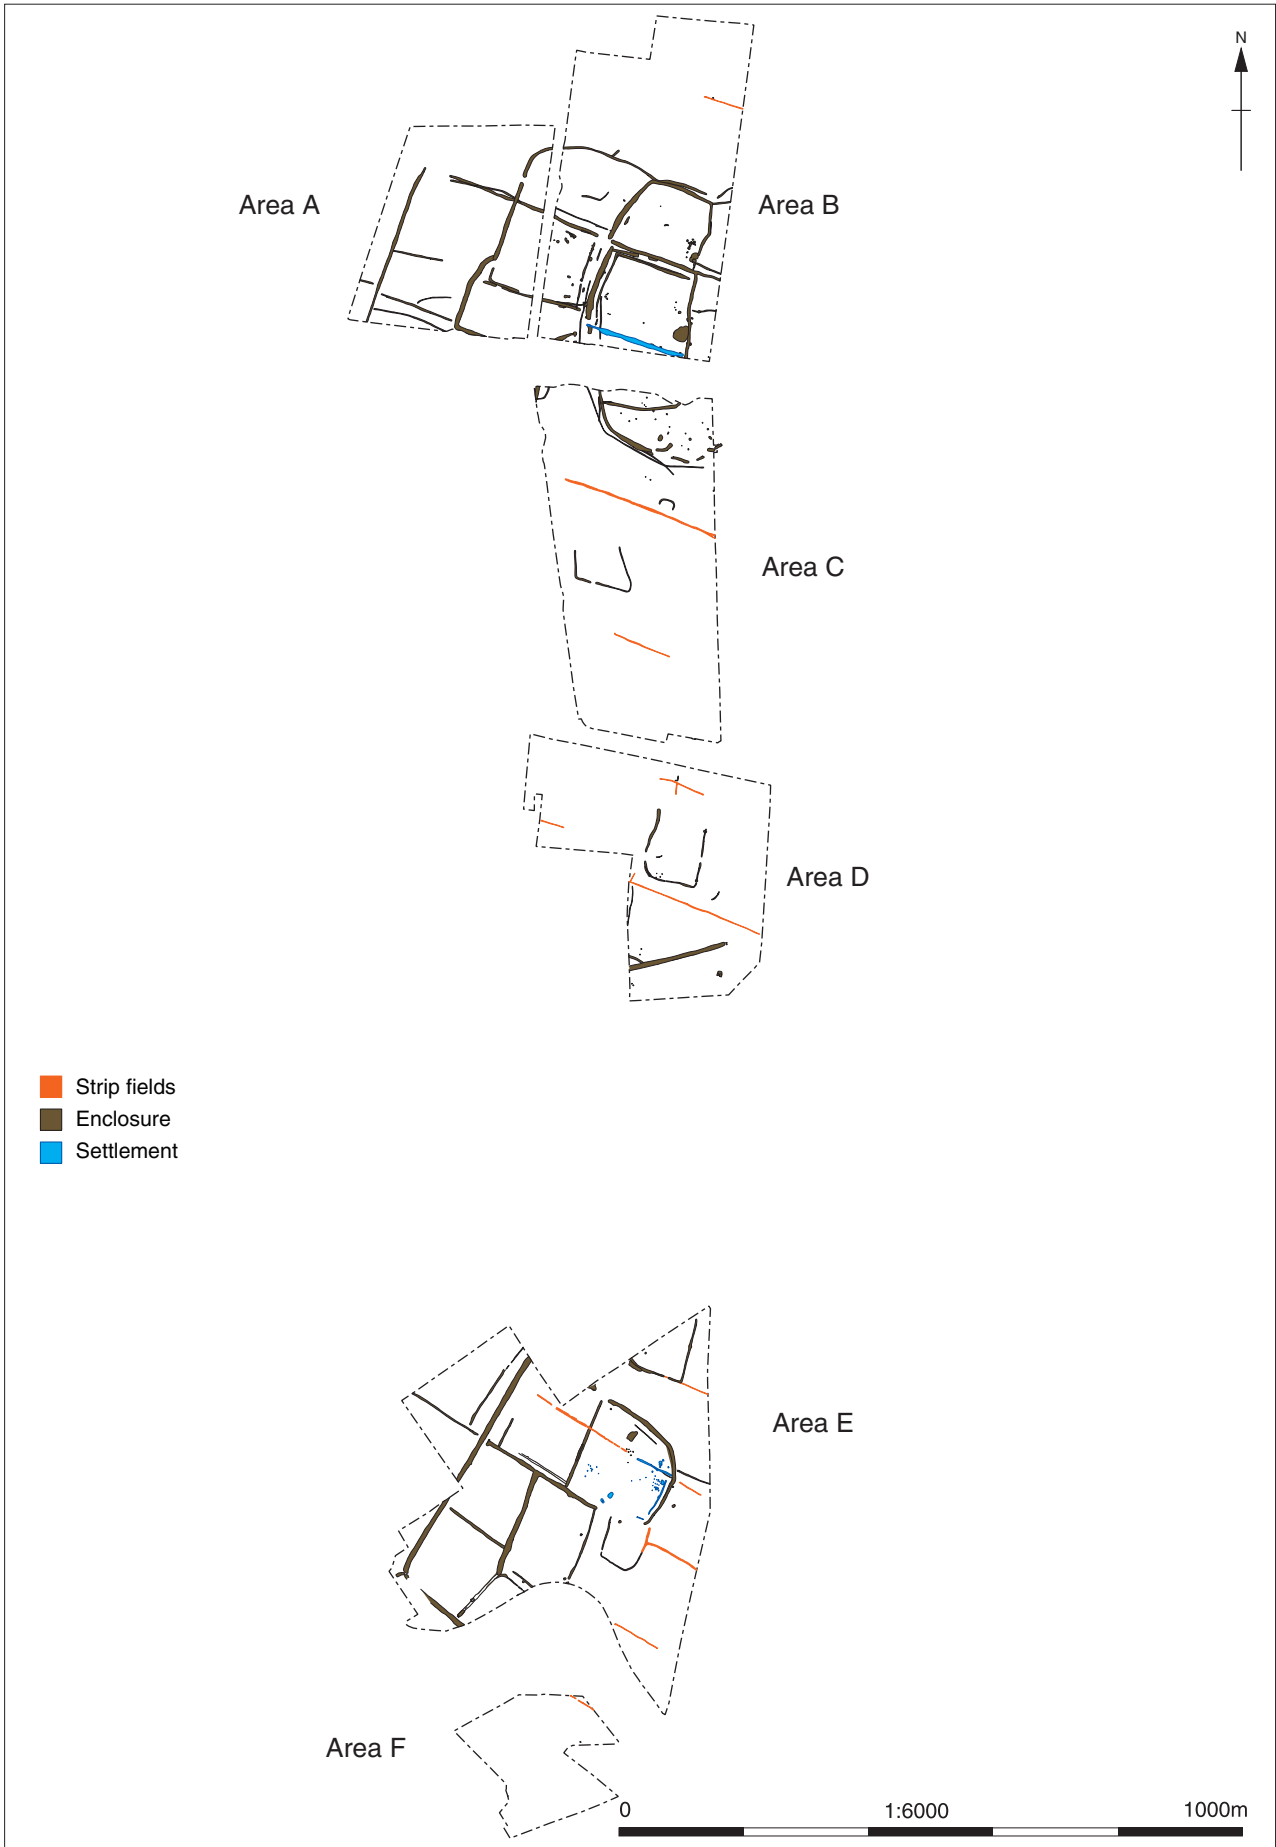 N
Area A
Area B
Area C
Area D
Strip fields
Enclosure
Settlement
Area E
Area F
0 1:6000 1000m